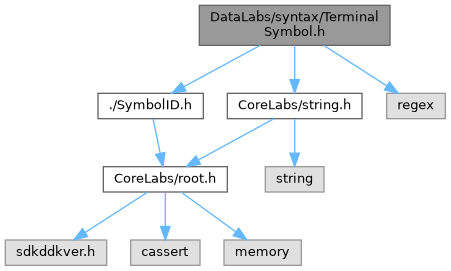 DataLabs/syntax/Terminal
Symbol.h
./SymbolID.h
CoreLabs/string.h
regex
CoreLabs/root.h
string
sdkddkver.h
cassert
memory